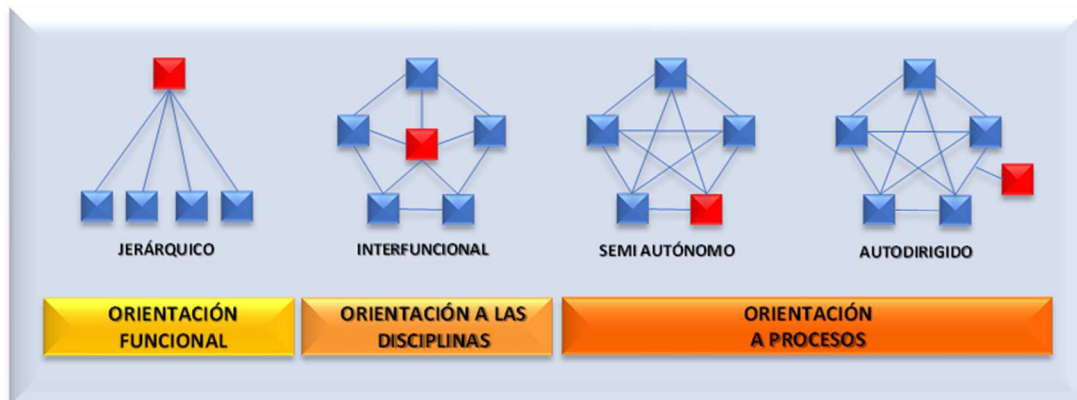 JERÁRQUICO
INTERFUNCIONAL
SEMI AUTÓNOMO
AUTODIRIGIDO
ORIENTACIÓN
FUNCIONAL
ORIENTACIÓN A LAS
DISCIPLINAS
ORIENTACIÓN
A PROCESOS